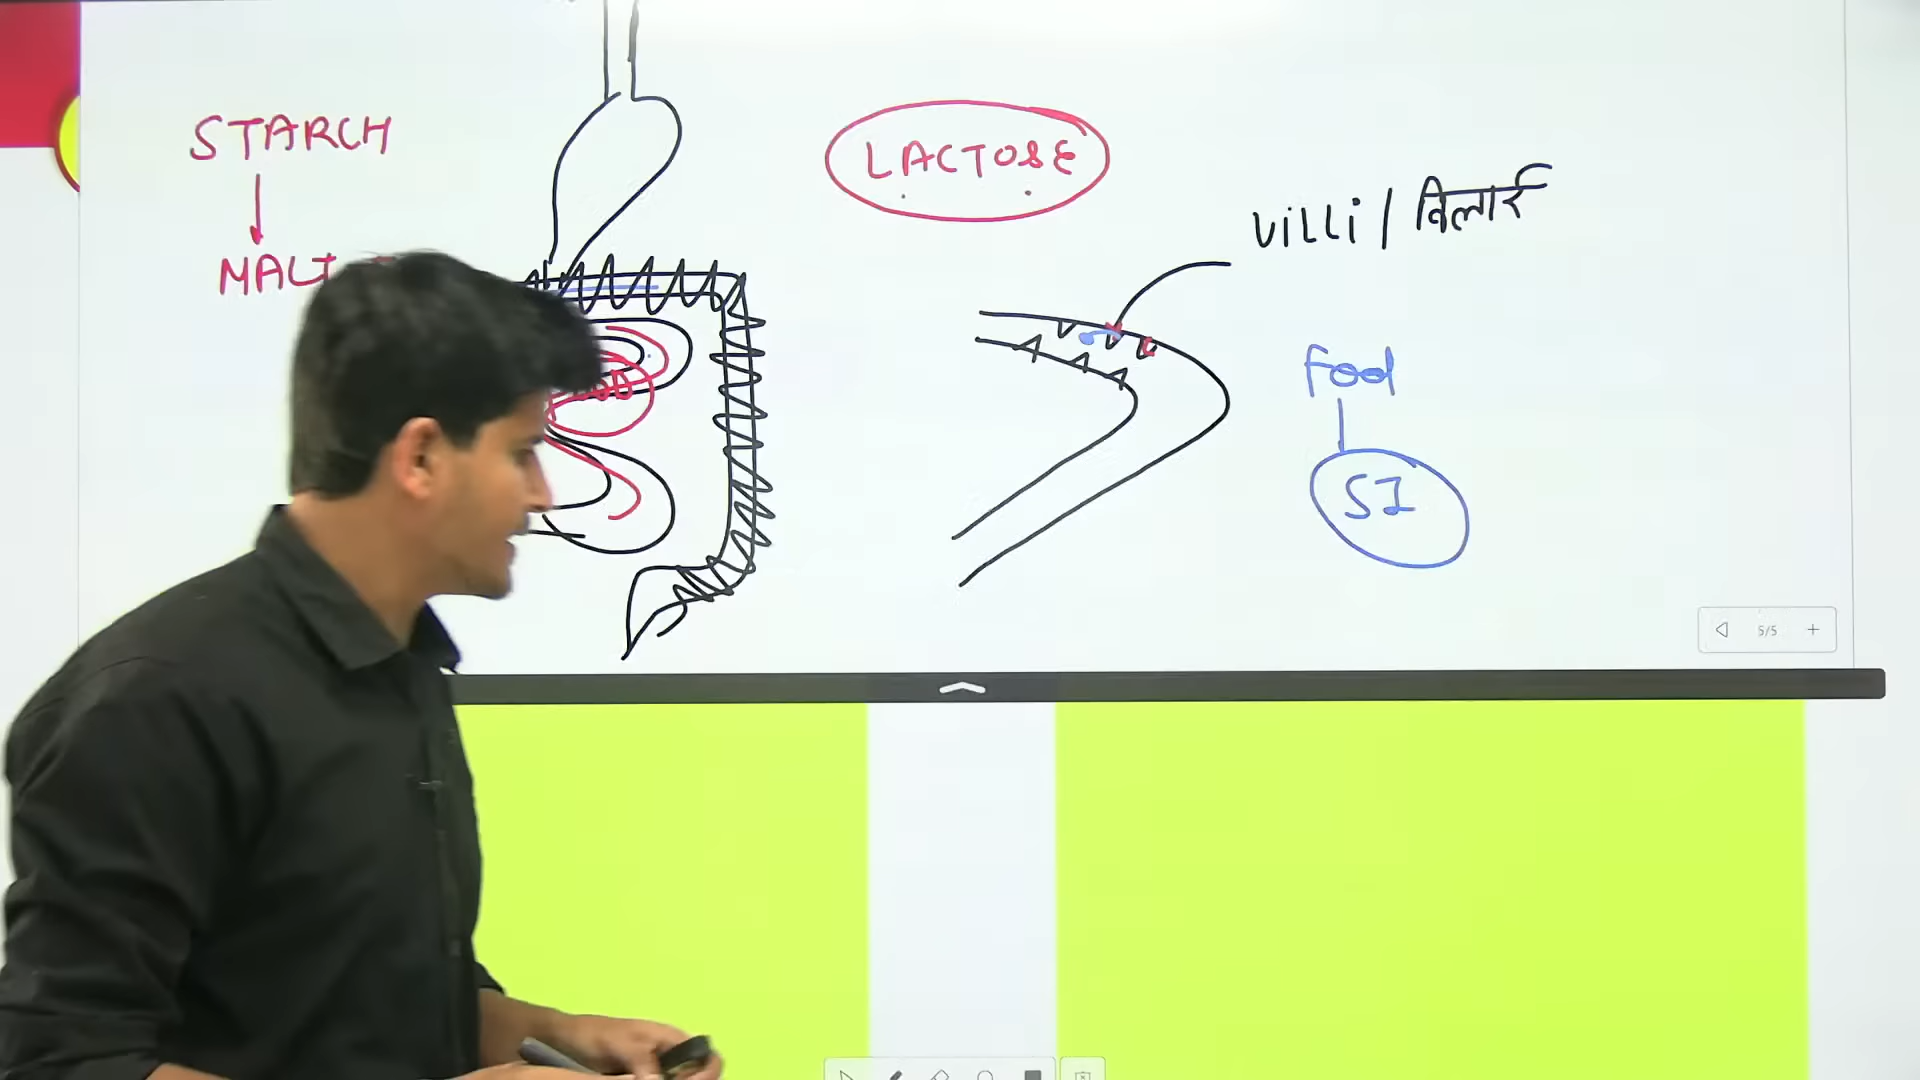 STARCH
LACTOSE
VilLi / विलाई
Food
SI
5/5